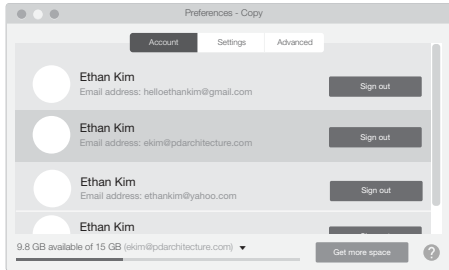 Preferences - Copy
Account Settings Advanced
Ethan Kim
Email address: helloethankim@gmail.com
Sign out
Ethan Kim
Email address: ekim@pdarchitecture.com
Sign out
Ethan Kim
Email address: ethankim@yahoo.com
Sign out
Ethan Kim
9.8 GB available of 15 GB (ekim@pdarchitecture.com)
Get more space
?